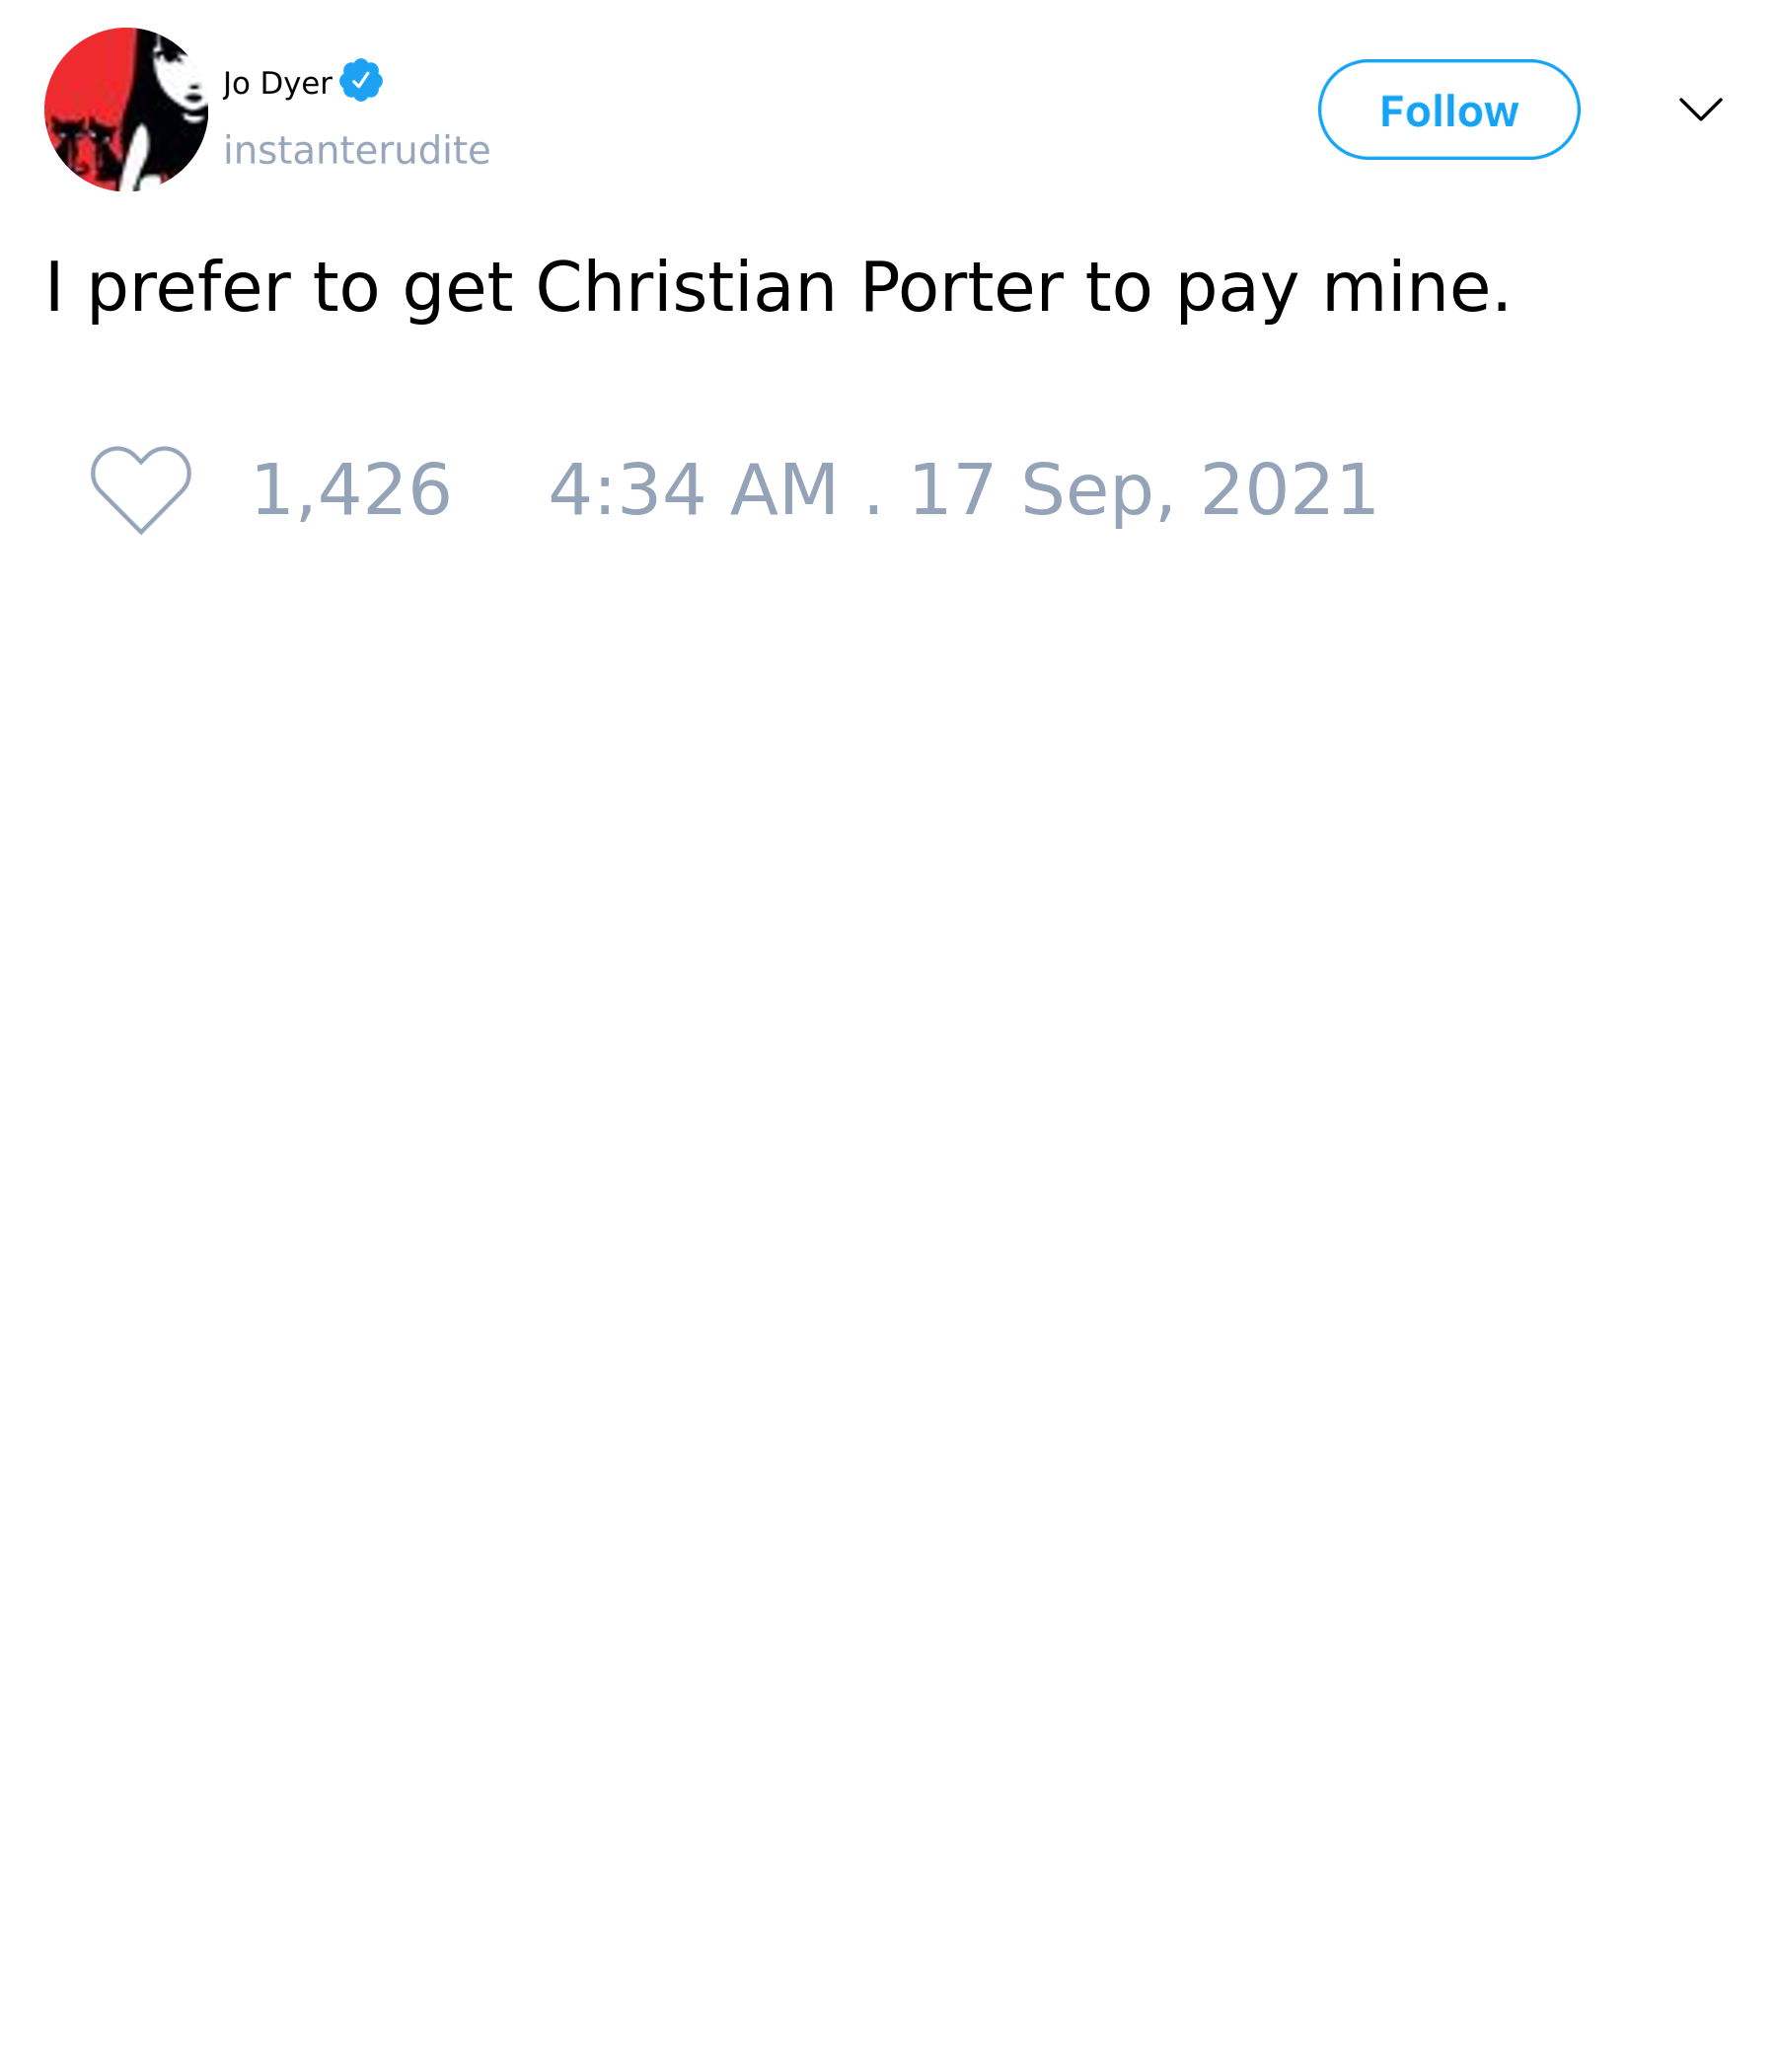 Jo Dyer
instanterudite
Follow
I prefer to get Christian Porter to pay mine.
1,426 4:34 AM . 17 Sep, 2021